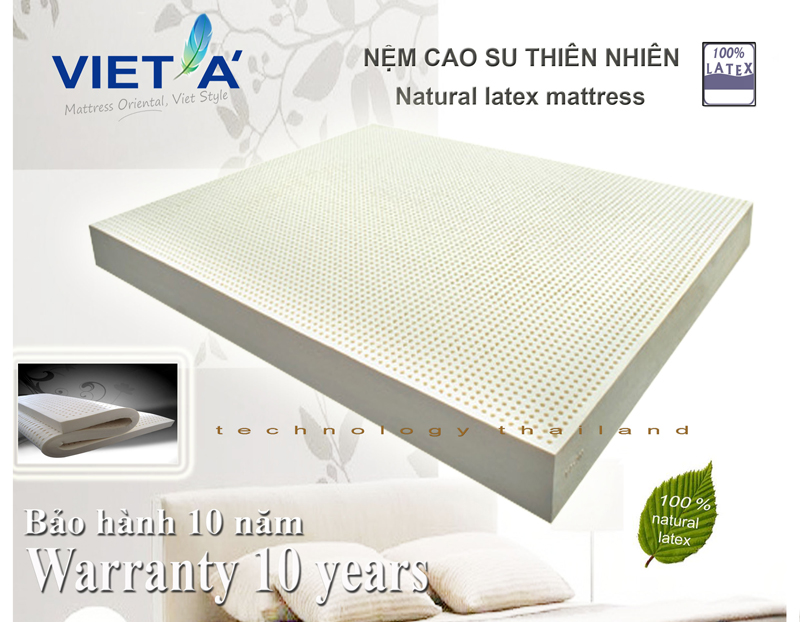 VIET Á
Mattress Oriental, Viet Style
NỆM CAO SU THIÊN NHIÊN
Natural latex mattress
100%
LATEX
technology thailand
Bảo hành 10 năm
Warranty 10 years
100%
natural
latex